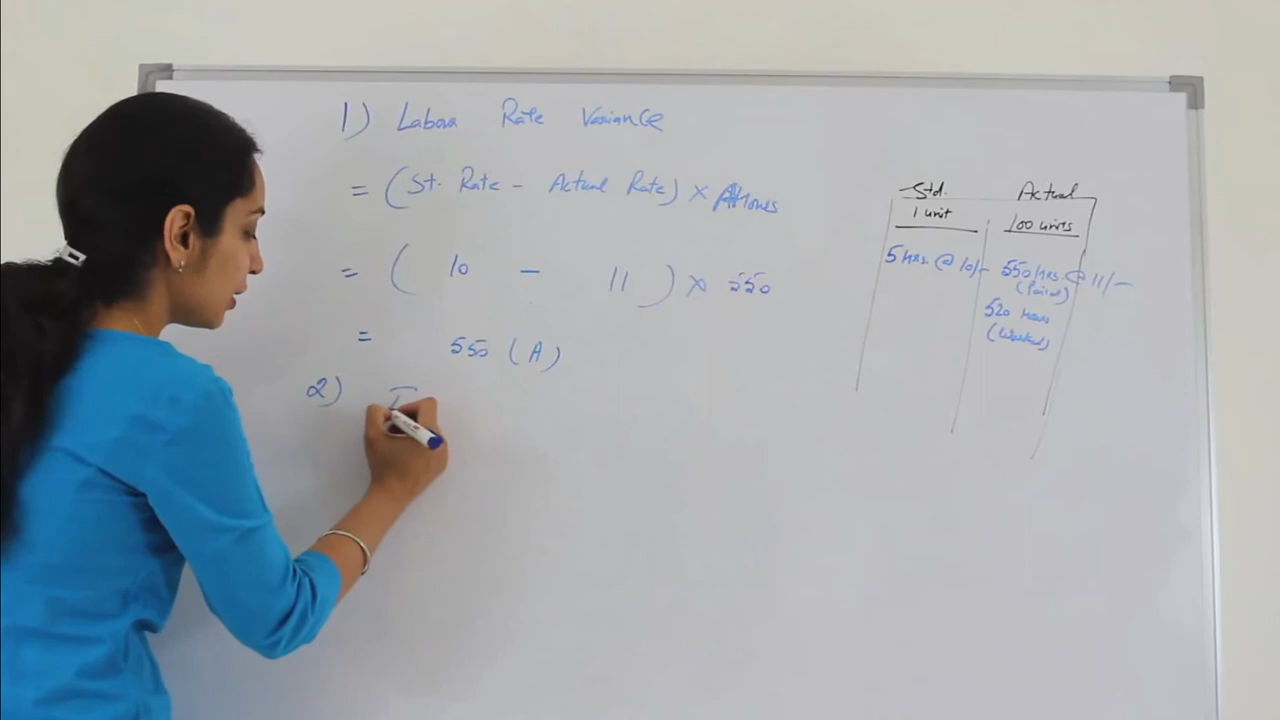 1) Labour Rate Variance
= (St. Rate - Actual Rate) × AHours
= ( 10 - 11 ) × 550
= 550 (A)
2) I
Std. Actual
1 unit 100 units
5 hrs. @ 10/- 550 hrs. @ 11/-
(Paid)
520 hours
(Worked)